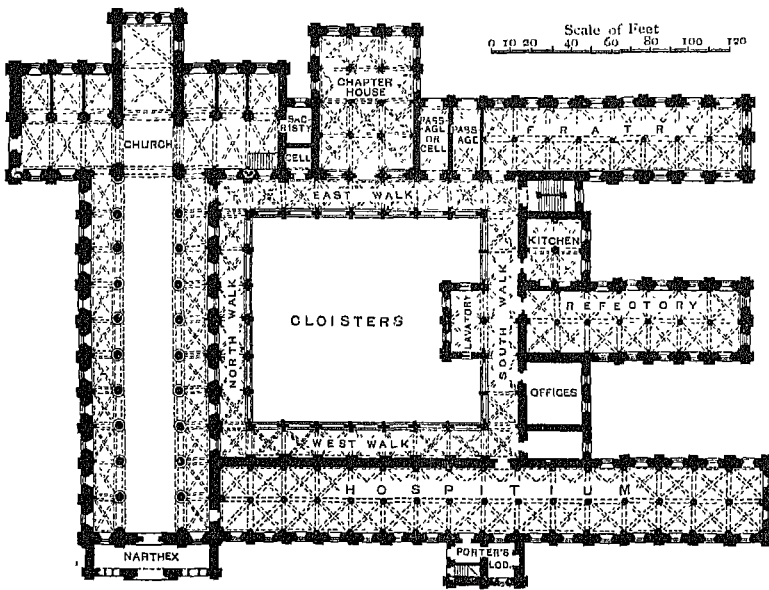 Scale of Feet
0 10 20 40 60 80 100 120
CHAPTER
HOUSE
SAC
RISTY
CELL
PASS
AGE
OR
CELL
PASS
AGE
FRATRY
CHURCH
EAST WALK
KITCHEN
NORTH WALK
CLOISTERS
LAVATORY
SOUTH WALK
REFECTORY
OFFICES
WEST WALK
HOSPITIUM
NARTHEX
PORTER'S
LOD.